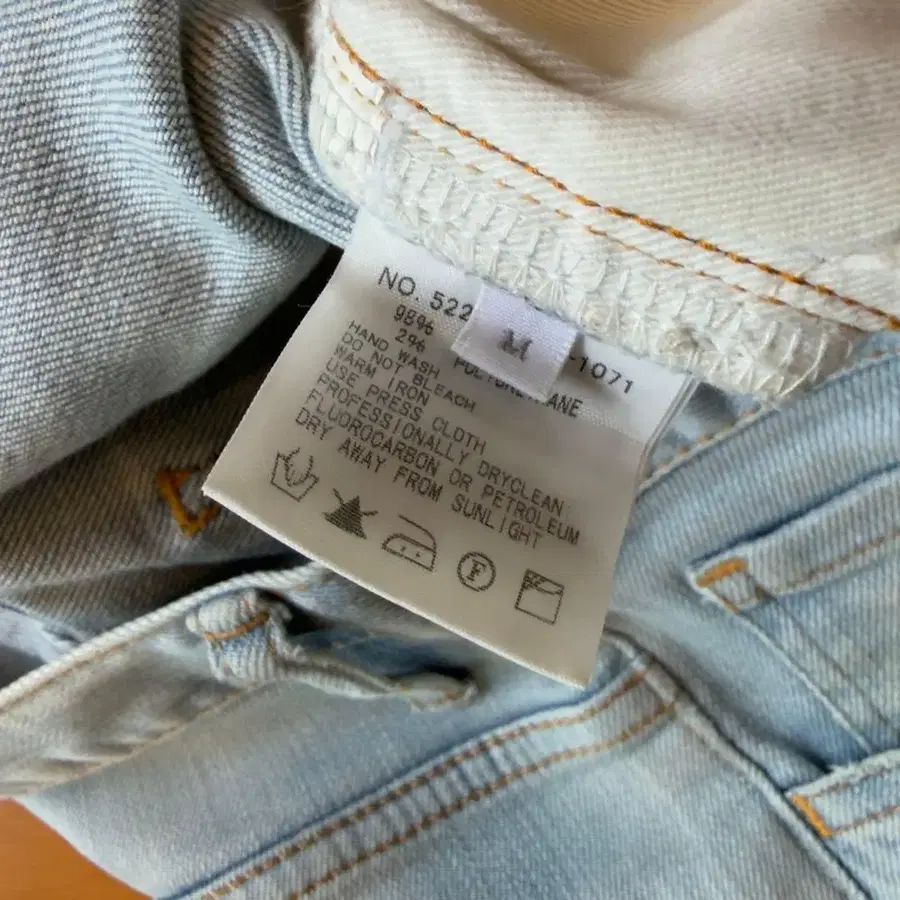 NO. 522 -1071
M
98%
2% POLYURETHANE
HAND WASH
DO NOT BLEACH
WARM IRON
USE PRESS CLOTH
PROFESSIONALLY DRYCLEAN
FLUOROCARBON OR PETROLEUM
DRY AWAY FROM SUNLIGHT
F